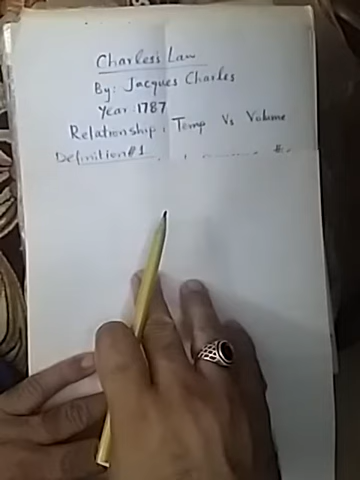 Charles's Law
By: Jacques Charles
Year 1787
Relationship: Temp Vs Volume
Definition#1